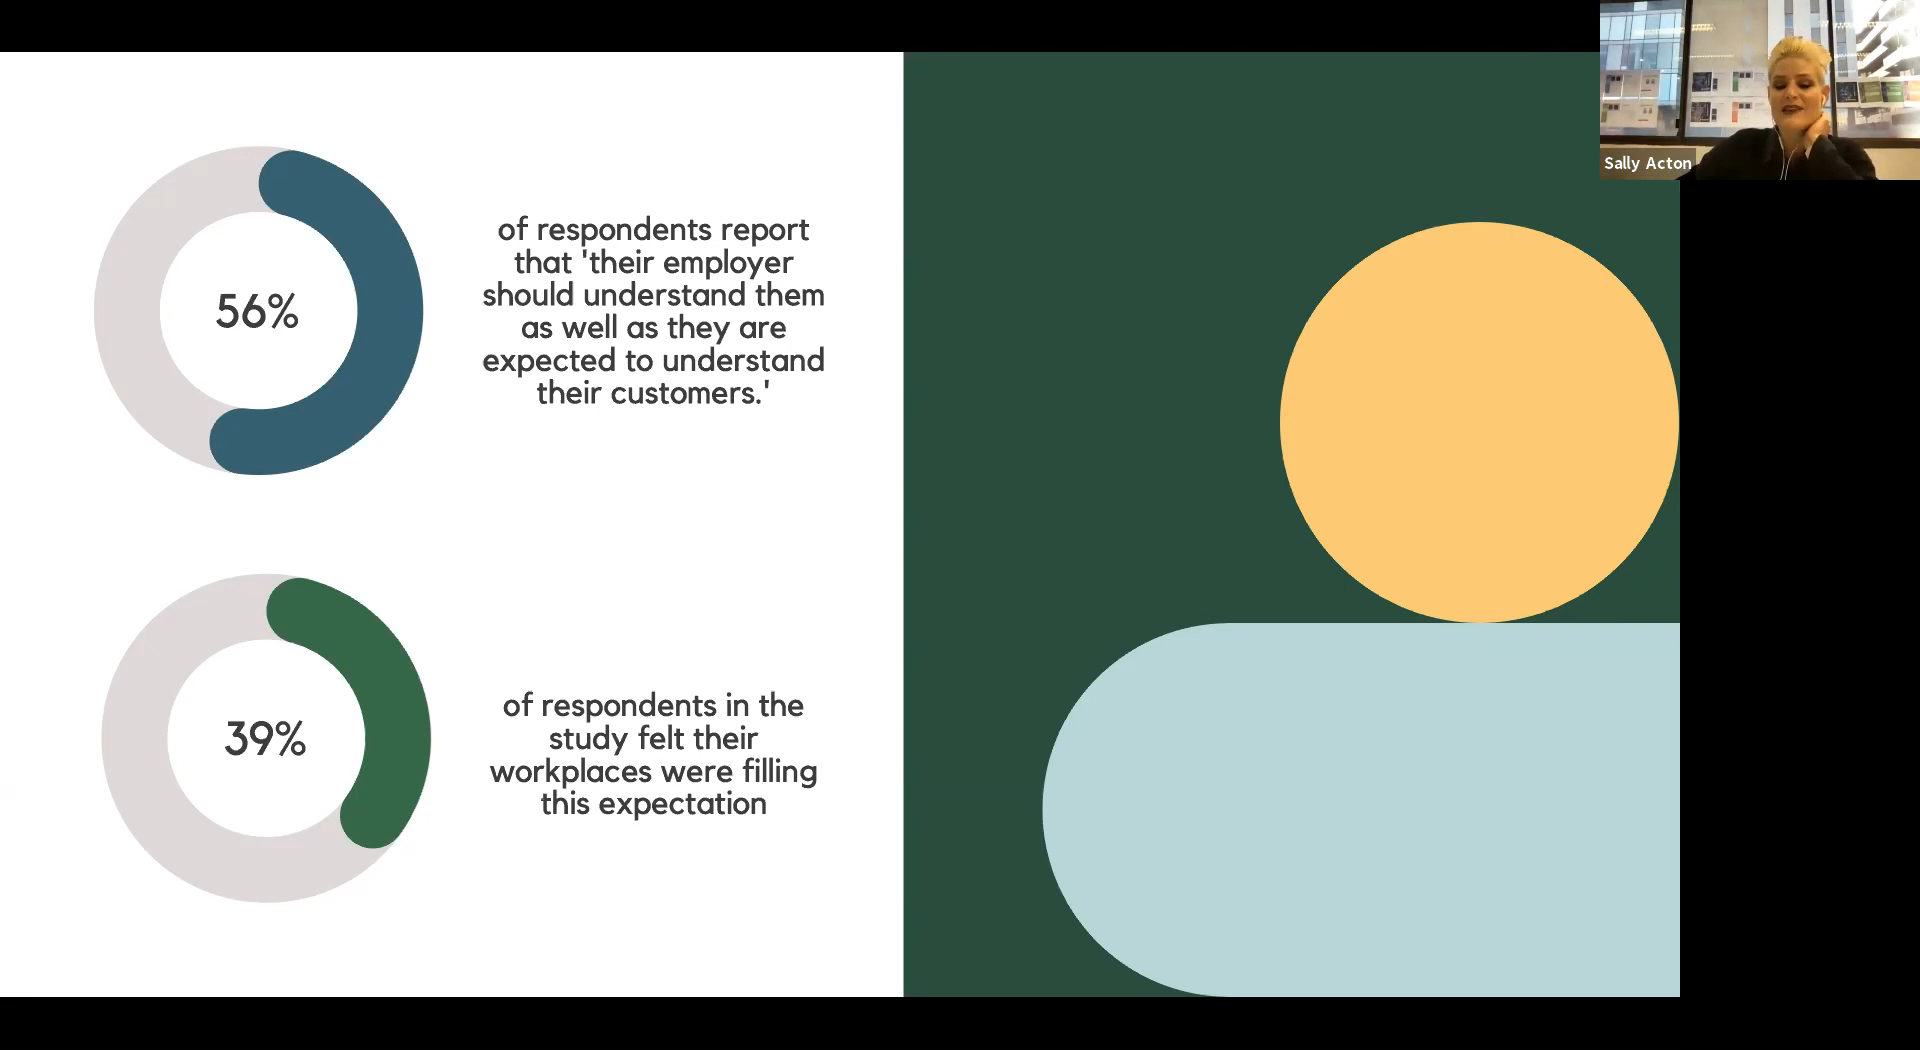 Sally Acton
56%
of respondents report
that 'their employer
should understand them
as well as they are
expected to understand
their customers.'
39%
of respondents in the
study felt their
workplaces were filling
this expectation